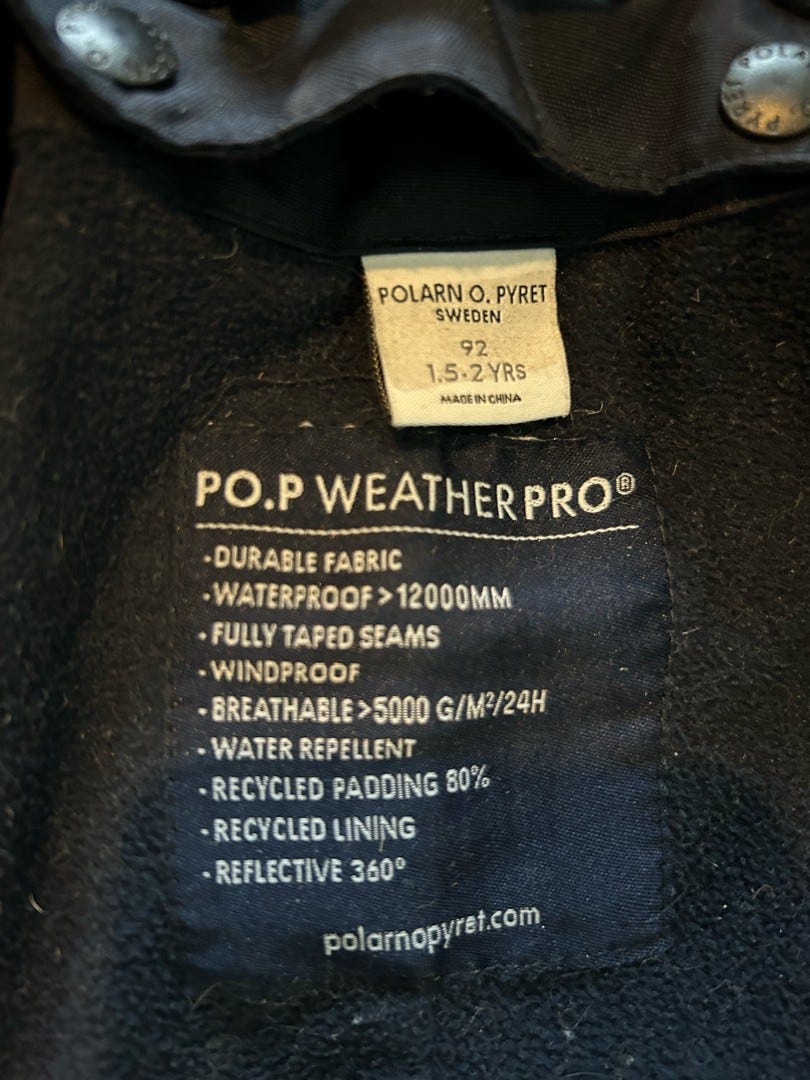 POLARN O. PYRET
SWEDEN
92
1.5-2 YRS
MADE IN CHINA
PO.P WEATHERPRO®
·DURABLE FABRIC
·WATERPROOF>12000MM
·FULLY TAPED SEAMS
·WINDPROOF
·BREATHABLE>5000 G/M²/24H
·WATER REPELLENT
·RECYCLED PADDING 80%
·RECYCLED LINING
·REFLECTIVE 360°
polarnopyret.com